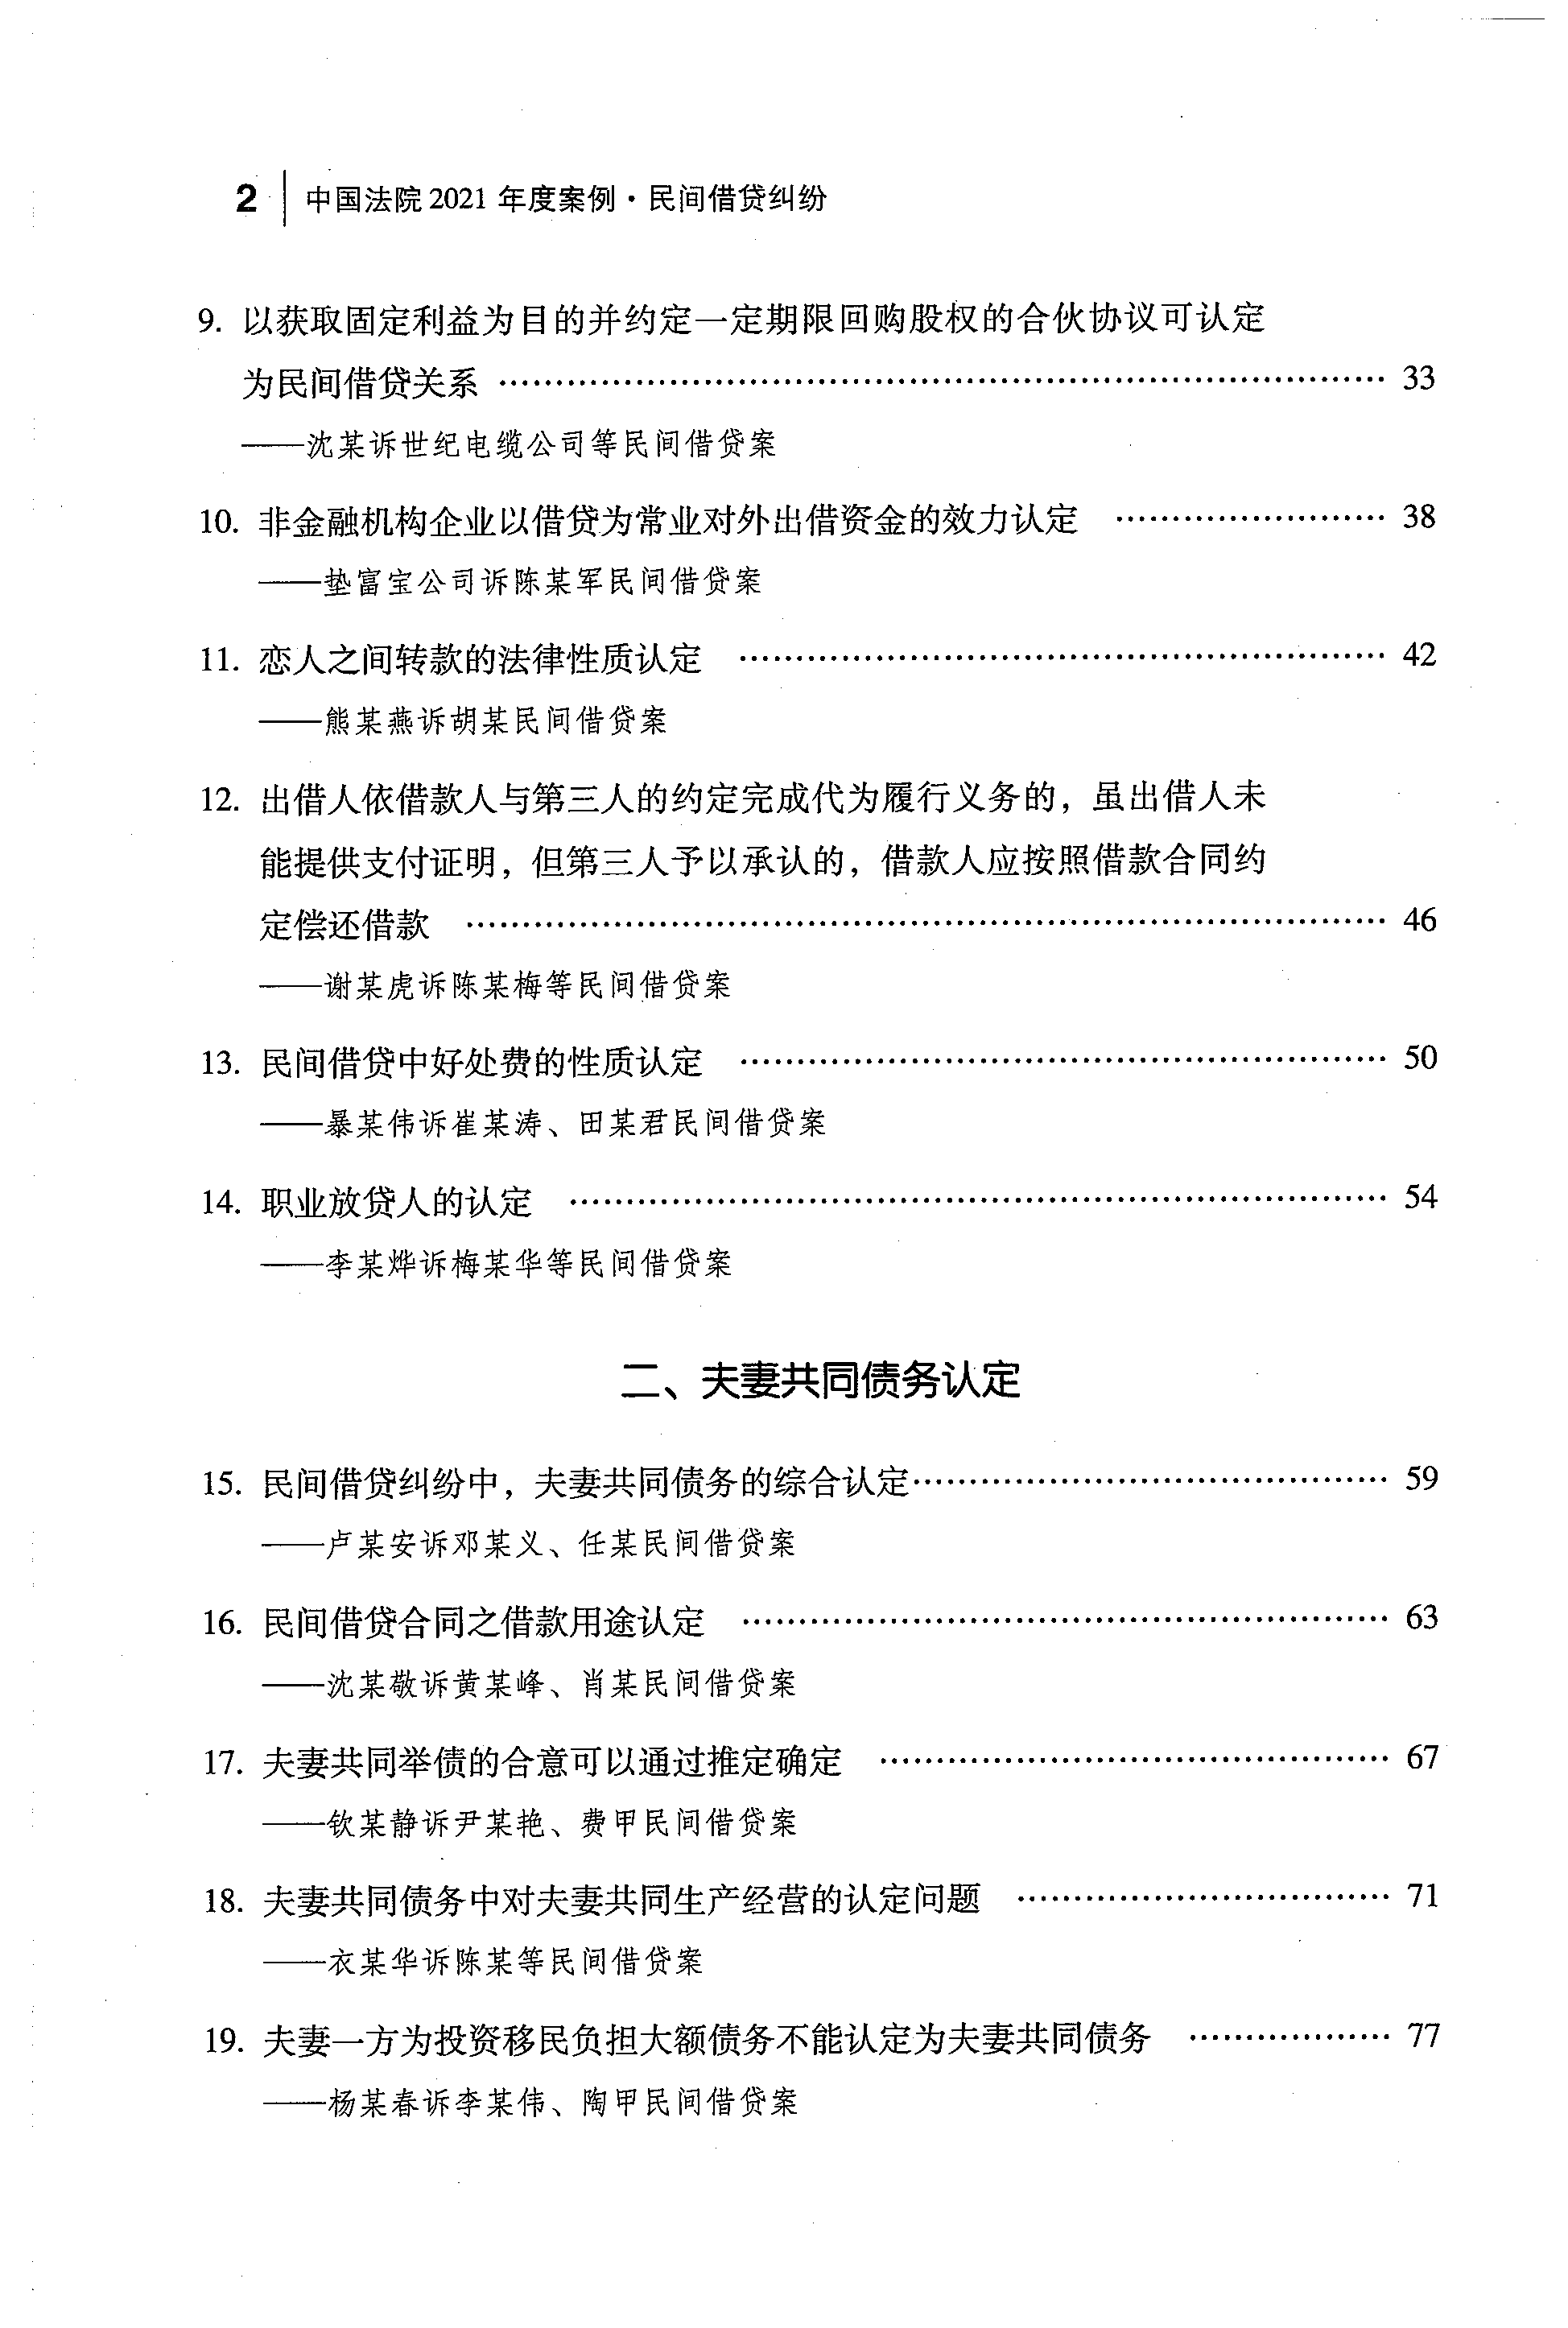 2 | 中国法院 2021 年度案例·民间借贷纠纷
9. 以获取固定利益为目的并约定一定期限回购股权的合伙协议可认定
为民间借贷关系 …………………………………………………………… 33
——沈某诉世纪电缆公司等民间借贷案
10. 非金融机构企业以借贷为常业对外出借资金的效力认定 ………………… 38
——垫富宝公司诉陈某军民间借贷案
11. 恋人之间转款的法律性质认定 ……………………………………………… 42
——熊某燕诉胡某民间借贷案
12. 出借人依借款人与第三人的约定完成代为履行义务的，虽出借人未
能提供支付证明，但第三人予以承认的，借款人应按照借款合同约
定偿还借款 ……………………………………………………………… 46
——谢某虎诉陈某梅等民间借贷案
13. 民间借贷中好处费的性质认定 ……………………………………………… 50
——暴某伟诉崔某涛、田某君民间借贷案
14. 职业放贷人的认定 ………………………………………………………… 54
——李某烨诉梅某华等民间借贷案
二、夫妻共同债务认定
15. 民间借贷纠纷中，夫妻共同债务的综合认定………………………………… 59
——卢某安诉邓某义、任某民间借贷案
16. 民间借贷合同之借款用途认定 ……………………………………………… 63
——沈某敬诉黄某峰、肖某民间借贷案
17. 夫妻共同举债的合意可以通过推定确定 …………………………………… 67
——钦某静诉尹某艳、费甲民间借贷案
18. 夫妻共同债务中对夫妻共同生产经营的认定问题 ………………………… 71
——衣某华诉陈某等民间借贷案
19. 夫妻一方为投资移民负担大额债务不能认定为夫妻共同债务 …………… 77
——杨某春诉李某伟、陶甲民间借贷案